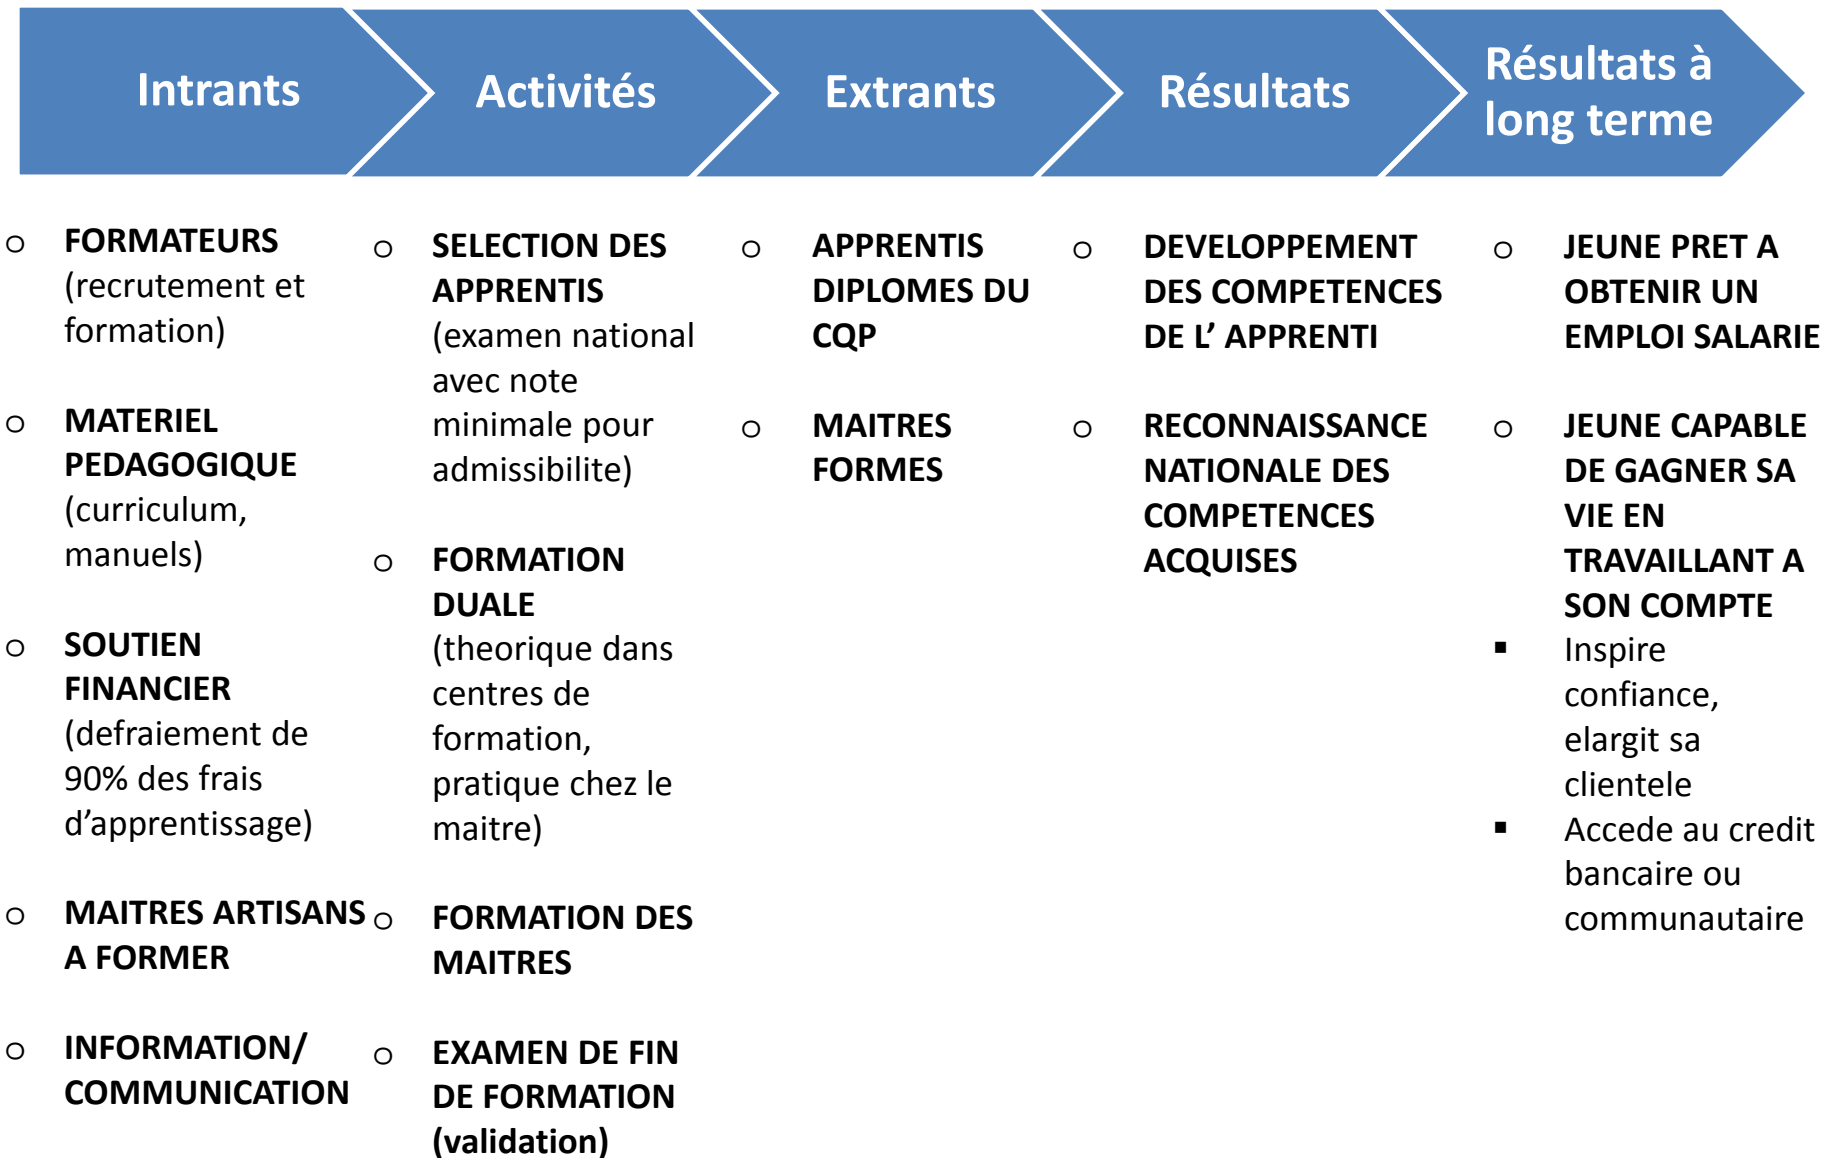 Intrants
Activités
Extrants
Résultats
Résultats à
long terme
o FORMATEURS
(recrutement et
formation)
o MATERIEL
PEDAGOGIQUE
(curriculum,
manuels)
o SOUTIEN
FINANCIER
(defraiement de
90% des frais
d’apprentissage)
o MAITRES ARTISANS
A FORMER
o INFORMATION/
COMMUNICATION
o SELECTION DES
APPRENTIS
(examen national
avec note
minimale pour
admissibilite)
o FORMATION
DUALE
(theorique dans
centres de
formation,
pratique chez le
maitre)
o FORMATION DES
MAITRES
o EXAMEN DE FIN
DE FORMATION
(validation)
o APPRENTIS
DIPLOMES DU
CQP
o MAITRES
FORMES
o DEVELOPPEMENT
DES COMPETENCES
DE L’ APPRENTI
o RECONNAISSANCE
NATIONALE DES
COMPETENCES
ACQUISES
o JEUNE PRET A
OBTENIR UN
EMPLOI SALARIE
o JEUNE CAPABLE
DE GAGNER SA
VIE EN
TRAVAILLANT A
SON COMPTE
▪ Inspire
confiance,
elargit sa
clientele
▪ Accede au credit
bancaire ou
communautaire